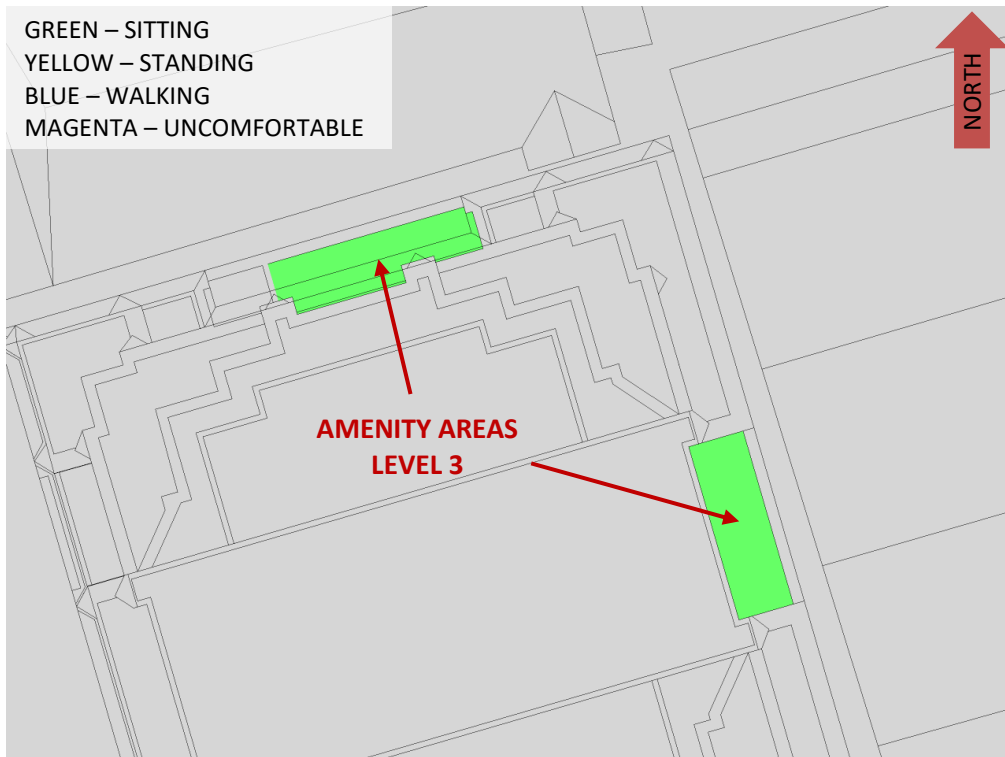 GREEN – SITTING
YELLOW – STANDING
BLUE – WALKING
MAGENTA – UNCOMFORTABLE
NORTH
AMENITY AREAS
LEVEL 3